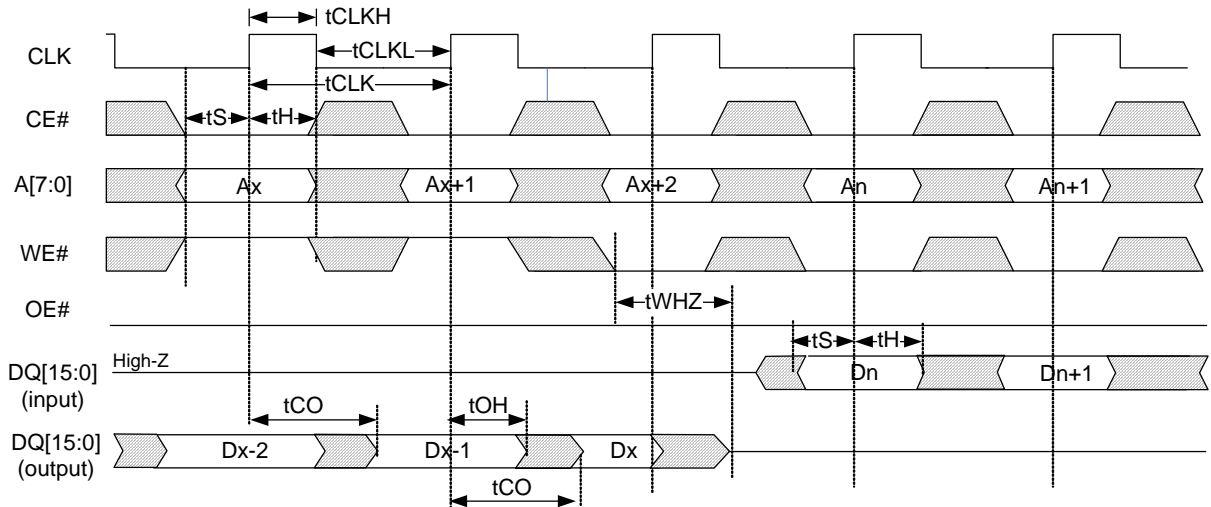 tCLKH
CLK
tCLKL
tCLK
CE#
tS
tH
A[7:0]
Ax
Ax+1
Ax+2
An
An+1
WE#
tWHZ
OE#
tS
tH
High-Z
DQ[15:0]
(input)
Dn
Dn+1
tCO
tOH
DQ[15:0]
(output)
Dx-2
Dx-1
Dx
tCO